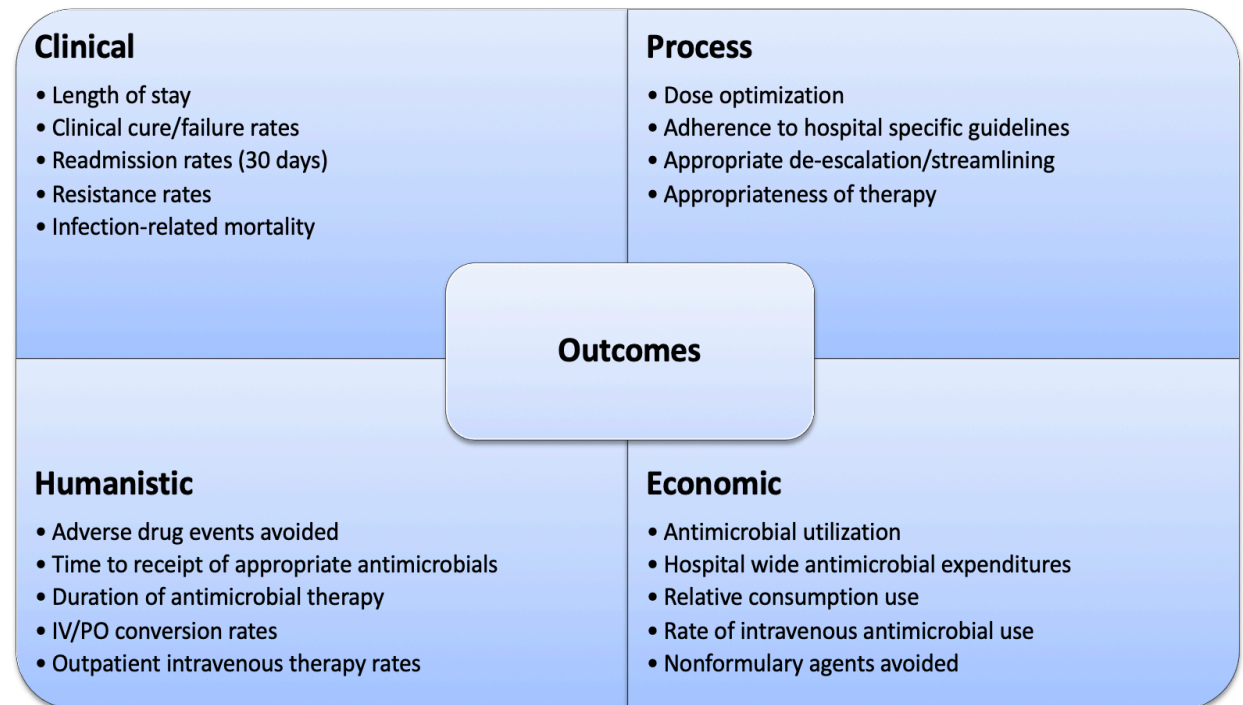 Clinical
• Length of stay
• Clinical cure/failure rates
• Readmission rates (30 days)
• Resistance rates
• Infection-related mortality
Process
• Dose optimization
• Adherence to hospital specific guidelines
• Appropriate de-escalation/streamlining
• Appropriateness of therapy
Outcomes
Humanistic
• Adverse drug events avoided
• Time to receipt of appropriate antimicrobials
• Duration of antimicrobial therapy
• IV/PO conversion rates
• Outpatient intravenous therapy rates
Economic
• Antimicrobial utilization
• Hospital wide antimicrobial expenditures
• Relative consumption use
• Rate of intravenous antimicrobial use
• Nonformulary agents avoided